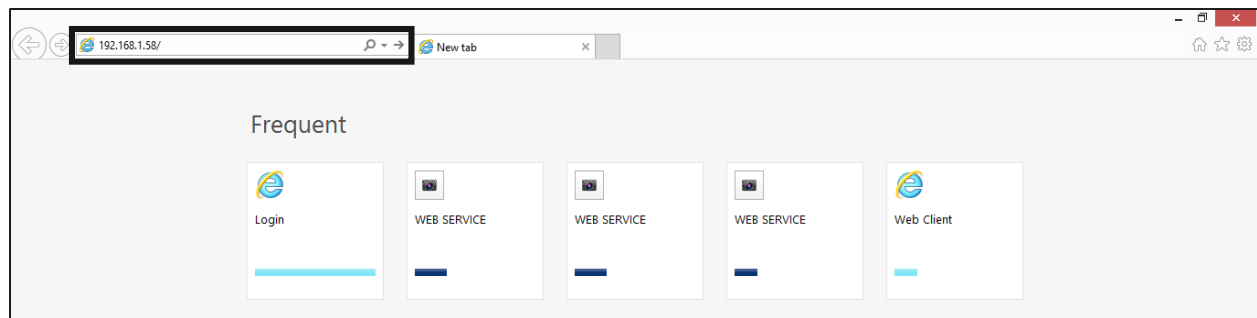 192.168.1.58/
New tab
Frequent
Login
WEB SERVICE
WEB SERVICE
WEB SERVICE
Web Client